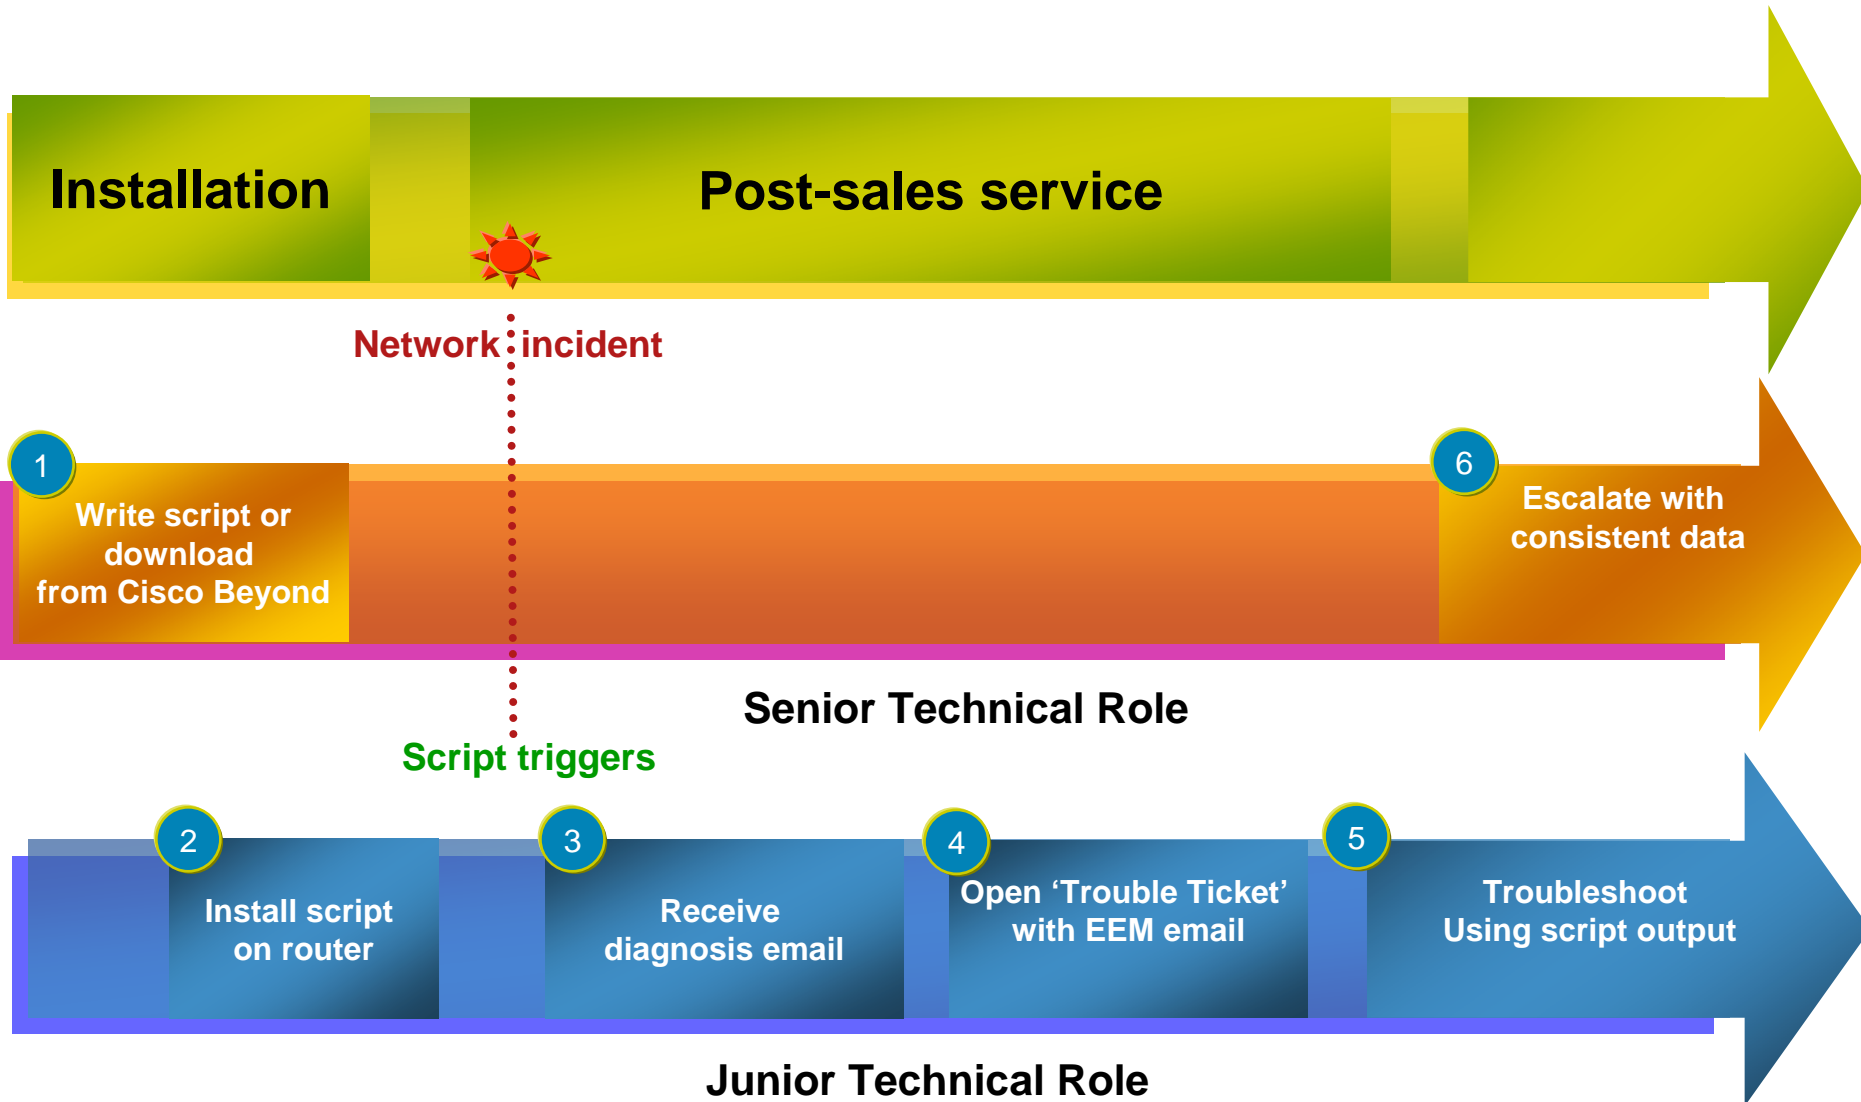 Installation
Post-sales service
Network incident
1
Write script or
download
from Cisco Beyond
6
Escalate with
consistent data
Senior Technical Role
Script triggers
2
Install script
on router
3
Receive
diagnosis email
4
Open ‘Trouble Ticket’
with EEM email
5
Troubleshoot
Using script output
Junior Technical Role